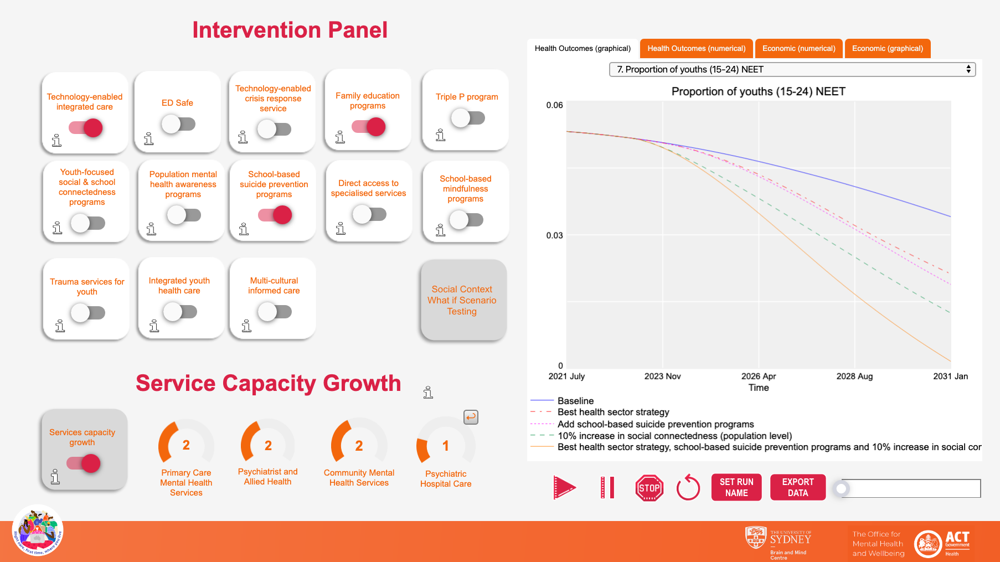 Intervention Panel
Technology-enabled
integrated care
ED Safe
Technology-enabled
crisis response
service
Family education
programs
Triple P program
Youth-focused
social & school
connectedness
programs
Population mental
health awareness
programs
School-based
suicide prevention
programs
Direct access to
specialised services
School-based
mindfulness
programs
Trauma services for
youth
Integrated youth
health care
Multi-cultural
informed care
Social Context
What if Scenario
Testing
Service Capacity Growth
Services capacity
growth
2
Primary Care
Mental Health
Services
2
Psychiatrist and
Allied Health
2
Community Mental
Health Services
1
Psychiatric
Hospital Care
Health Outcomes (graphical)
Health Outcomes (numerical)
Economic (numerical)
Economic (graphical)
7. Proportion of youths (15-24) NEET
Proportion of youths (15-24) NEET
0.06
0.03
0
2021 July
2023 Nov
2026 Apr
2028 Aug
2031 Jan
Time
Baseline
Best health sector strategy
Add school-based suicide prevention programs
10% increase in social connectedness (population level)
Best health sector strategy, school-based suicide prevention programs and 10% increase in social cor
STOP
SET RUN
NAME
EXPORT
DATA
Right care, first time, where you live
THE UNIVERSITY OF
SYDNEY
Brain and Mind
Centre
The Office for
Mental Health
and Wellbeing
ACT
Government
Health